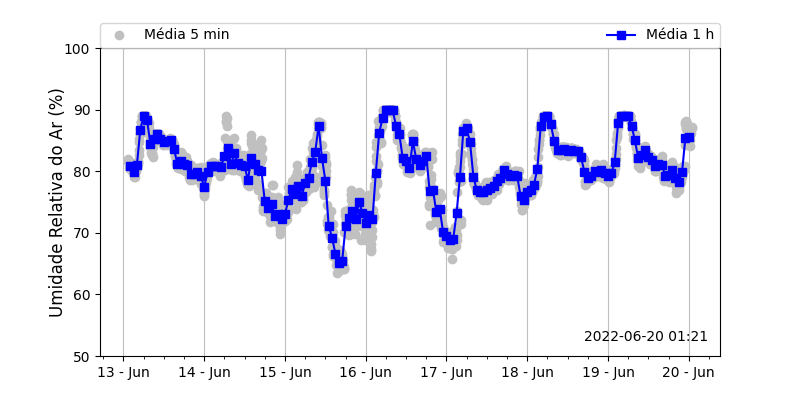 Média 5 min
Média 1 h
Umidade Relativa do Ar (%)
100
90
80
70
60
50
2022-06-20 01:21
13 - Jun
14 - Jun
15 - Jun
16 - Jun
17 - Jun
18 - Jun
19 - Jun
20 - Jun